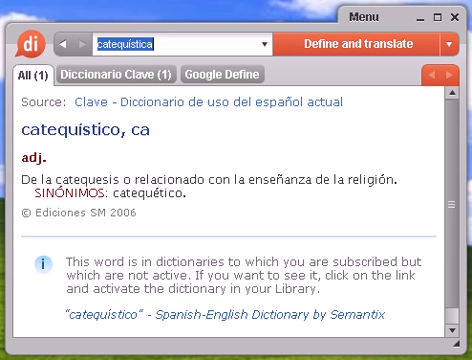 Menu
di
catequística
Define and translate
All (1)
Diccionario Clave (1)
Google Define
Source: Clave - Diccionario de uso del español actual
catequístico, ca
adj.
De la catequesis o relacionado con la enseñanza de la religión.
SINÓNIMOS: catequético.
© Ediciones SM 2006
i
This word is in dictionaries to which you are subscribed but
which are not active. If you want to see it, click on the link
and activate the dictionary in your Library.
"catequístico" - Spanish-English Dictionary by Semantix